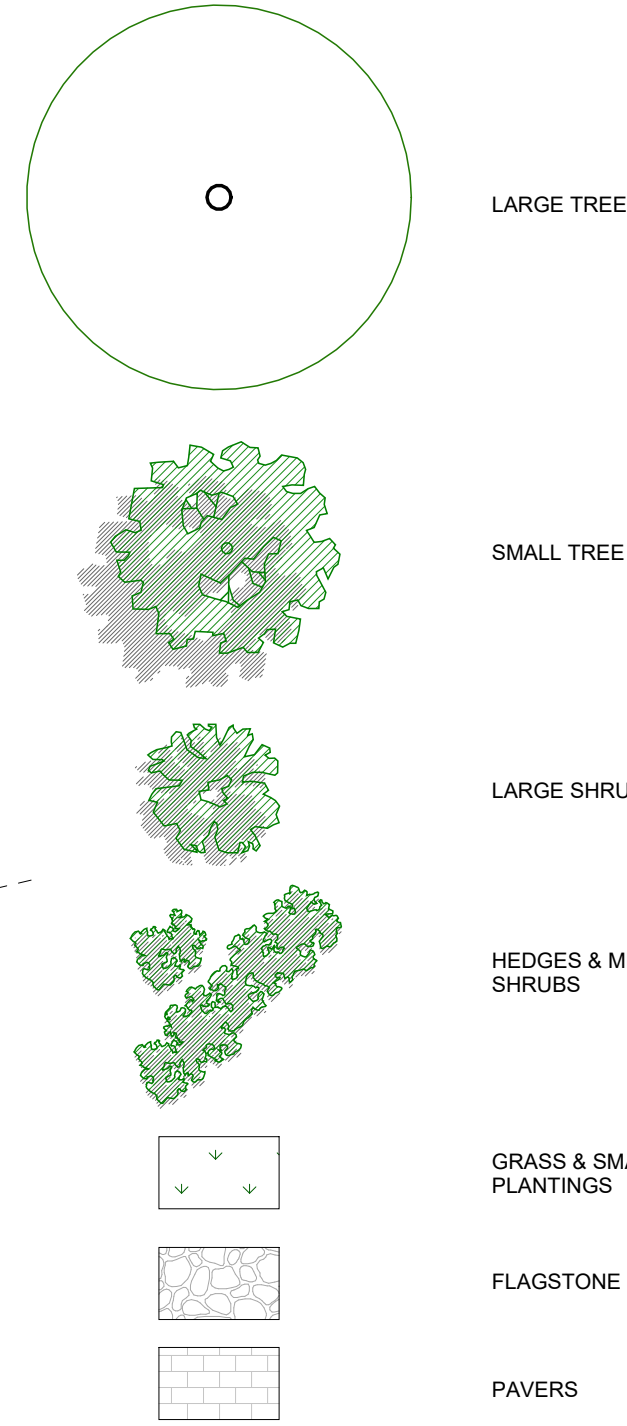 LARGE TREE
SMALL TREE
LARGE SHRU
HEDGES & M
SHRUBS
GRASS & SMA
PLANTINGS
FLAGSTONE
PAVERS